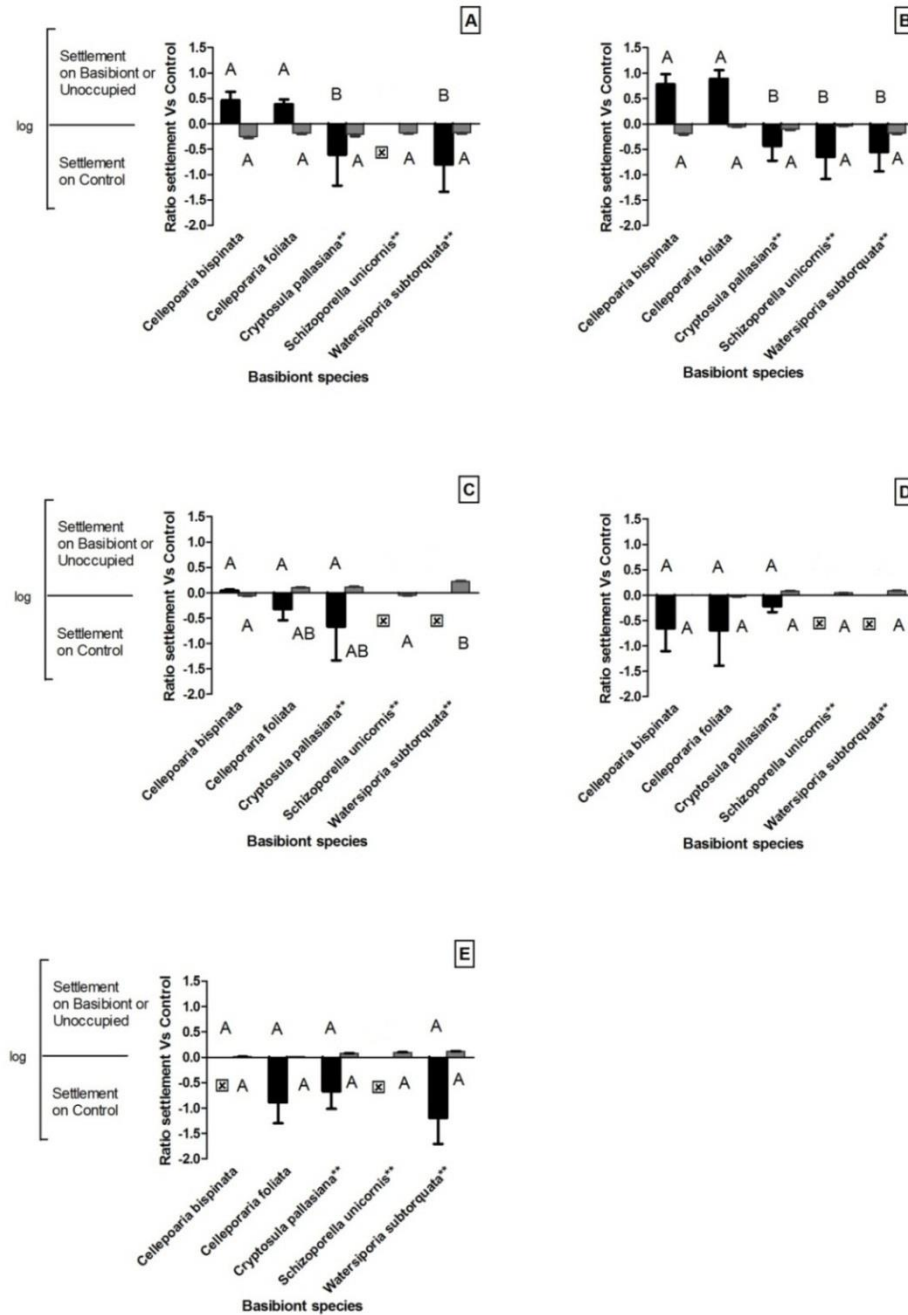 A
log
Settlement
on Basibiont or
Unoccupied
Settlement
on Control
Ratio settlement Vs Control
1.5
1.0
0.5
0.0
-0.5
-1.0
-1.5
-2.0
A A B B
A A A A A
Cellepoaria bispinata
Celleporaria foliata
Cryptosula pallasiana**
Schizoporella unicornis**
Watersiporia subtorquata**
Basibiont species
B
Ratio settlement Vs Control
1.5
1.0
0.5
0.0
-0.5
-1.0
-1.5
-2.0
A A B B B
A A A A A
Cellepoaria bispinata
Celleporaria foliata
Cryptosula pallasiana**
Schizoporella unicornis**
Watersiporia subtorquata**
Basibiont species
C
log
Settlement
on Basibiont or
Unoccupied
Settlement
on Control
Ratio settlement Vs Control
1.5
1.0
0.5
0.0
-0.5
-1.0
-1.5
-2.0
A A A
A AB AB A B
Cellepoaria bispinata
Celleporaria foliata
Cryptosula pallasiana**
Schizoporella unicornis**
Watersiporia subtorquata**
Basibiont species
D
Ratio settlement Vs Control
1.5
1.0
0.5
0.0
-0.5
-1.0
-1.5
-2.0
A A A
A A A A A
Cellepoaria bispinata
Celleporaria foliata
Cryptosula pallasiana**
Schizoporella unicornis**
Watersiporia subtorquata**
Basibiont species
E
log
Settlement
on Basibiont or
Unoccupied
Settlement
on Control
Ratio settlement Vs Control
1.5
1.0
0.5
0.0
-0.5
-1.0
-1.5
-2.0
A A A A
A A A A A
Cellepoaria bispinata
Celleporaria foliata
Cryptosula pallasiana**
Schizoporella unicornis**
Watersiporia subtorquata**
Basibiont species